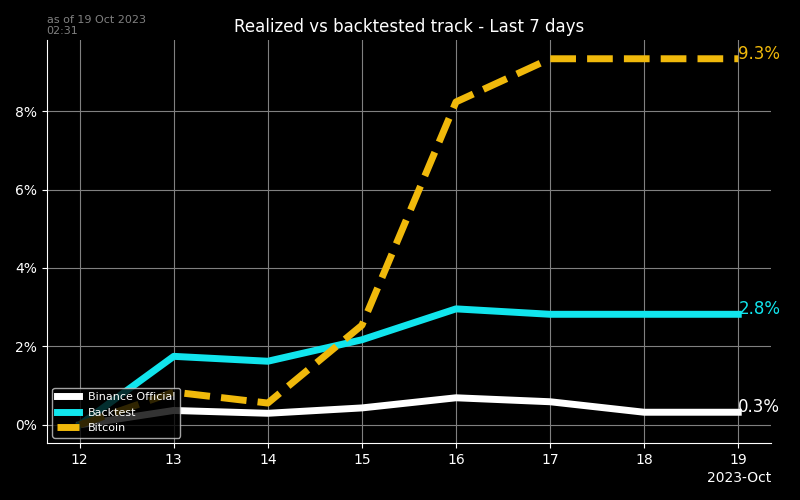 as of 19 Oct 2023
02:31
Realized vs backtested track - Last 7 days
9.3%
8%
6%
4%
2.8%
2%
0.3%
0%
Binance Official
Backtest
Bitcoin
12 13 14 15 16 17 18 19
2023-Oct